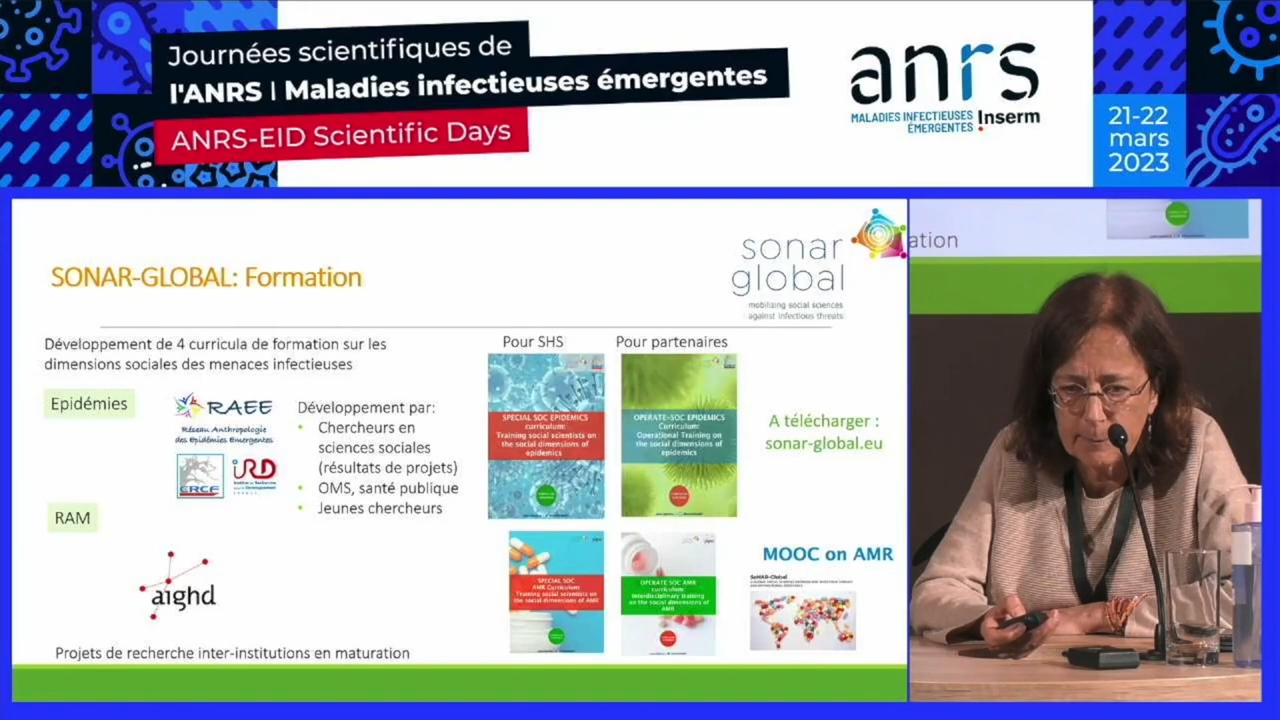 Journées scientifiques de
l'ANRS | Maladies infectieuses émergentes
ANRS-EID Scientific Days
anrs
MALADIES INFECTIEUSES
ÉMERGENTES
Inserm
21-22
mars
2023
SONAR-GLOBAL: Formation
sonar
global
mobilizing social sciences
against infectious threats
ation
Développement de 4 curricula de formation sur les
dimensions sociales des menaces infectieuses
Pour SHS
Pour partenaires
Epidémies
RAEE
Réseau Anthropologie
des Epidémies Emergentes
CRCF
IRD
Développement par:
• Chercheurs en
sciences sociales
(résultats de projets)
• OMS, santé publique
• Jeunes chercheurs
SPECIAL SOC EPIDEMICS
curriculum:
Training social scientists on
the social dimensions of
epidemics
OPERATE-SOC EPIDEMICS
Curriculum:
Operational Training on
the social dimensions of
epidemics
A télécharger :
sonar-global.eu
RAM
aighd
SPECIAL SOC
AMR Curriculum:
Training social scientists on
the social dimensions of AMR
OPERATE SOC AMR
curriculum:
Interdisciplinary training
on the social dimensions of
AMR
MOOC on AMR
SoNAR-Global
Projets de recherche inter-institutions en maturation